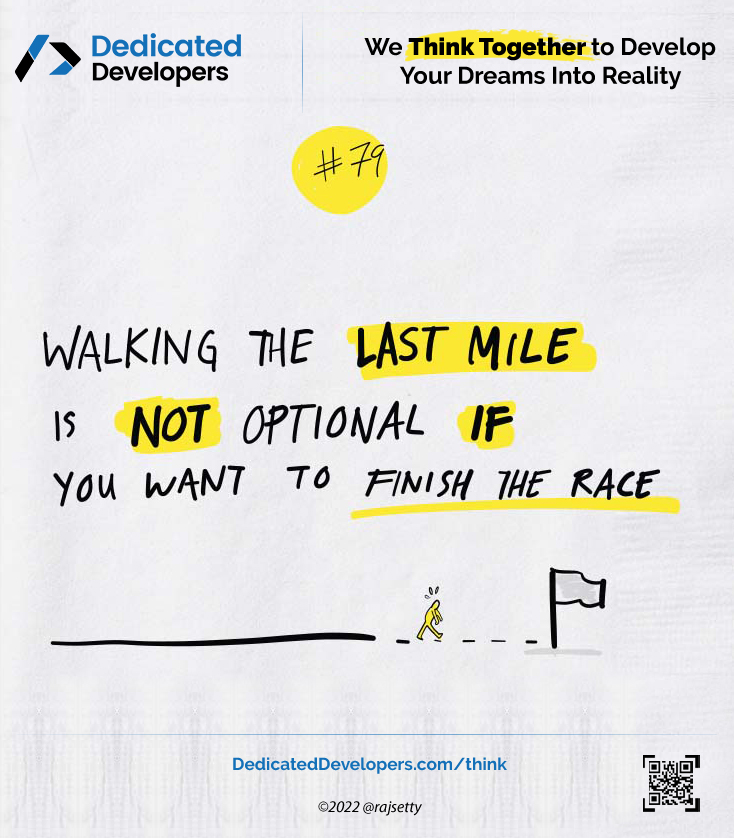 Dedicated
Developers
We Think Together to Develop
Your Dreams Into Reality
#79
WALKING THE LAST MILE
IS NOT OPTIONAL IF
YOU WANT TO FINISH THE RACE
DedicatedDevelopers.com/think
©2022 @rajsetty